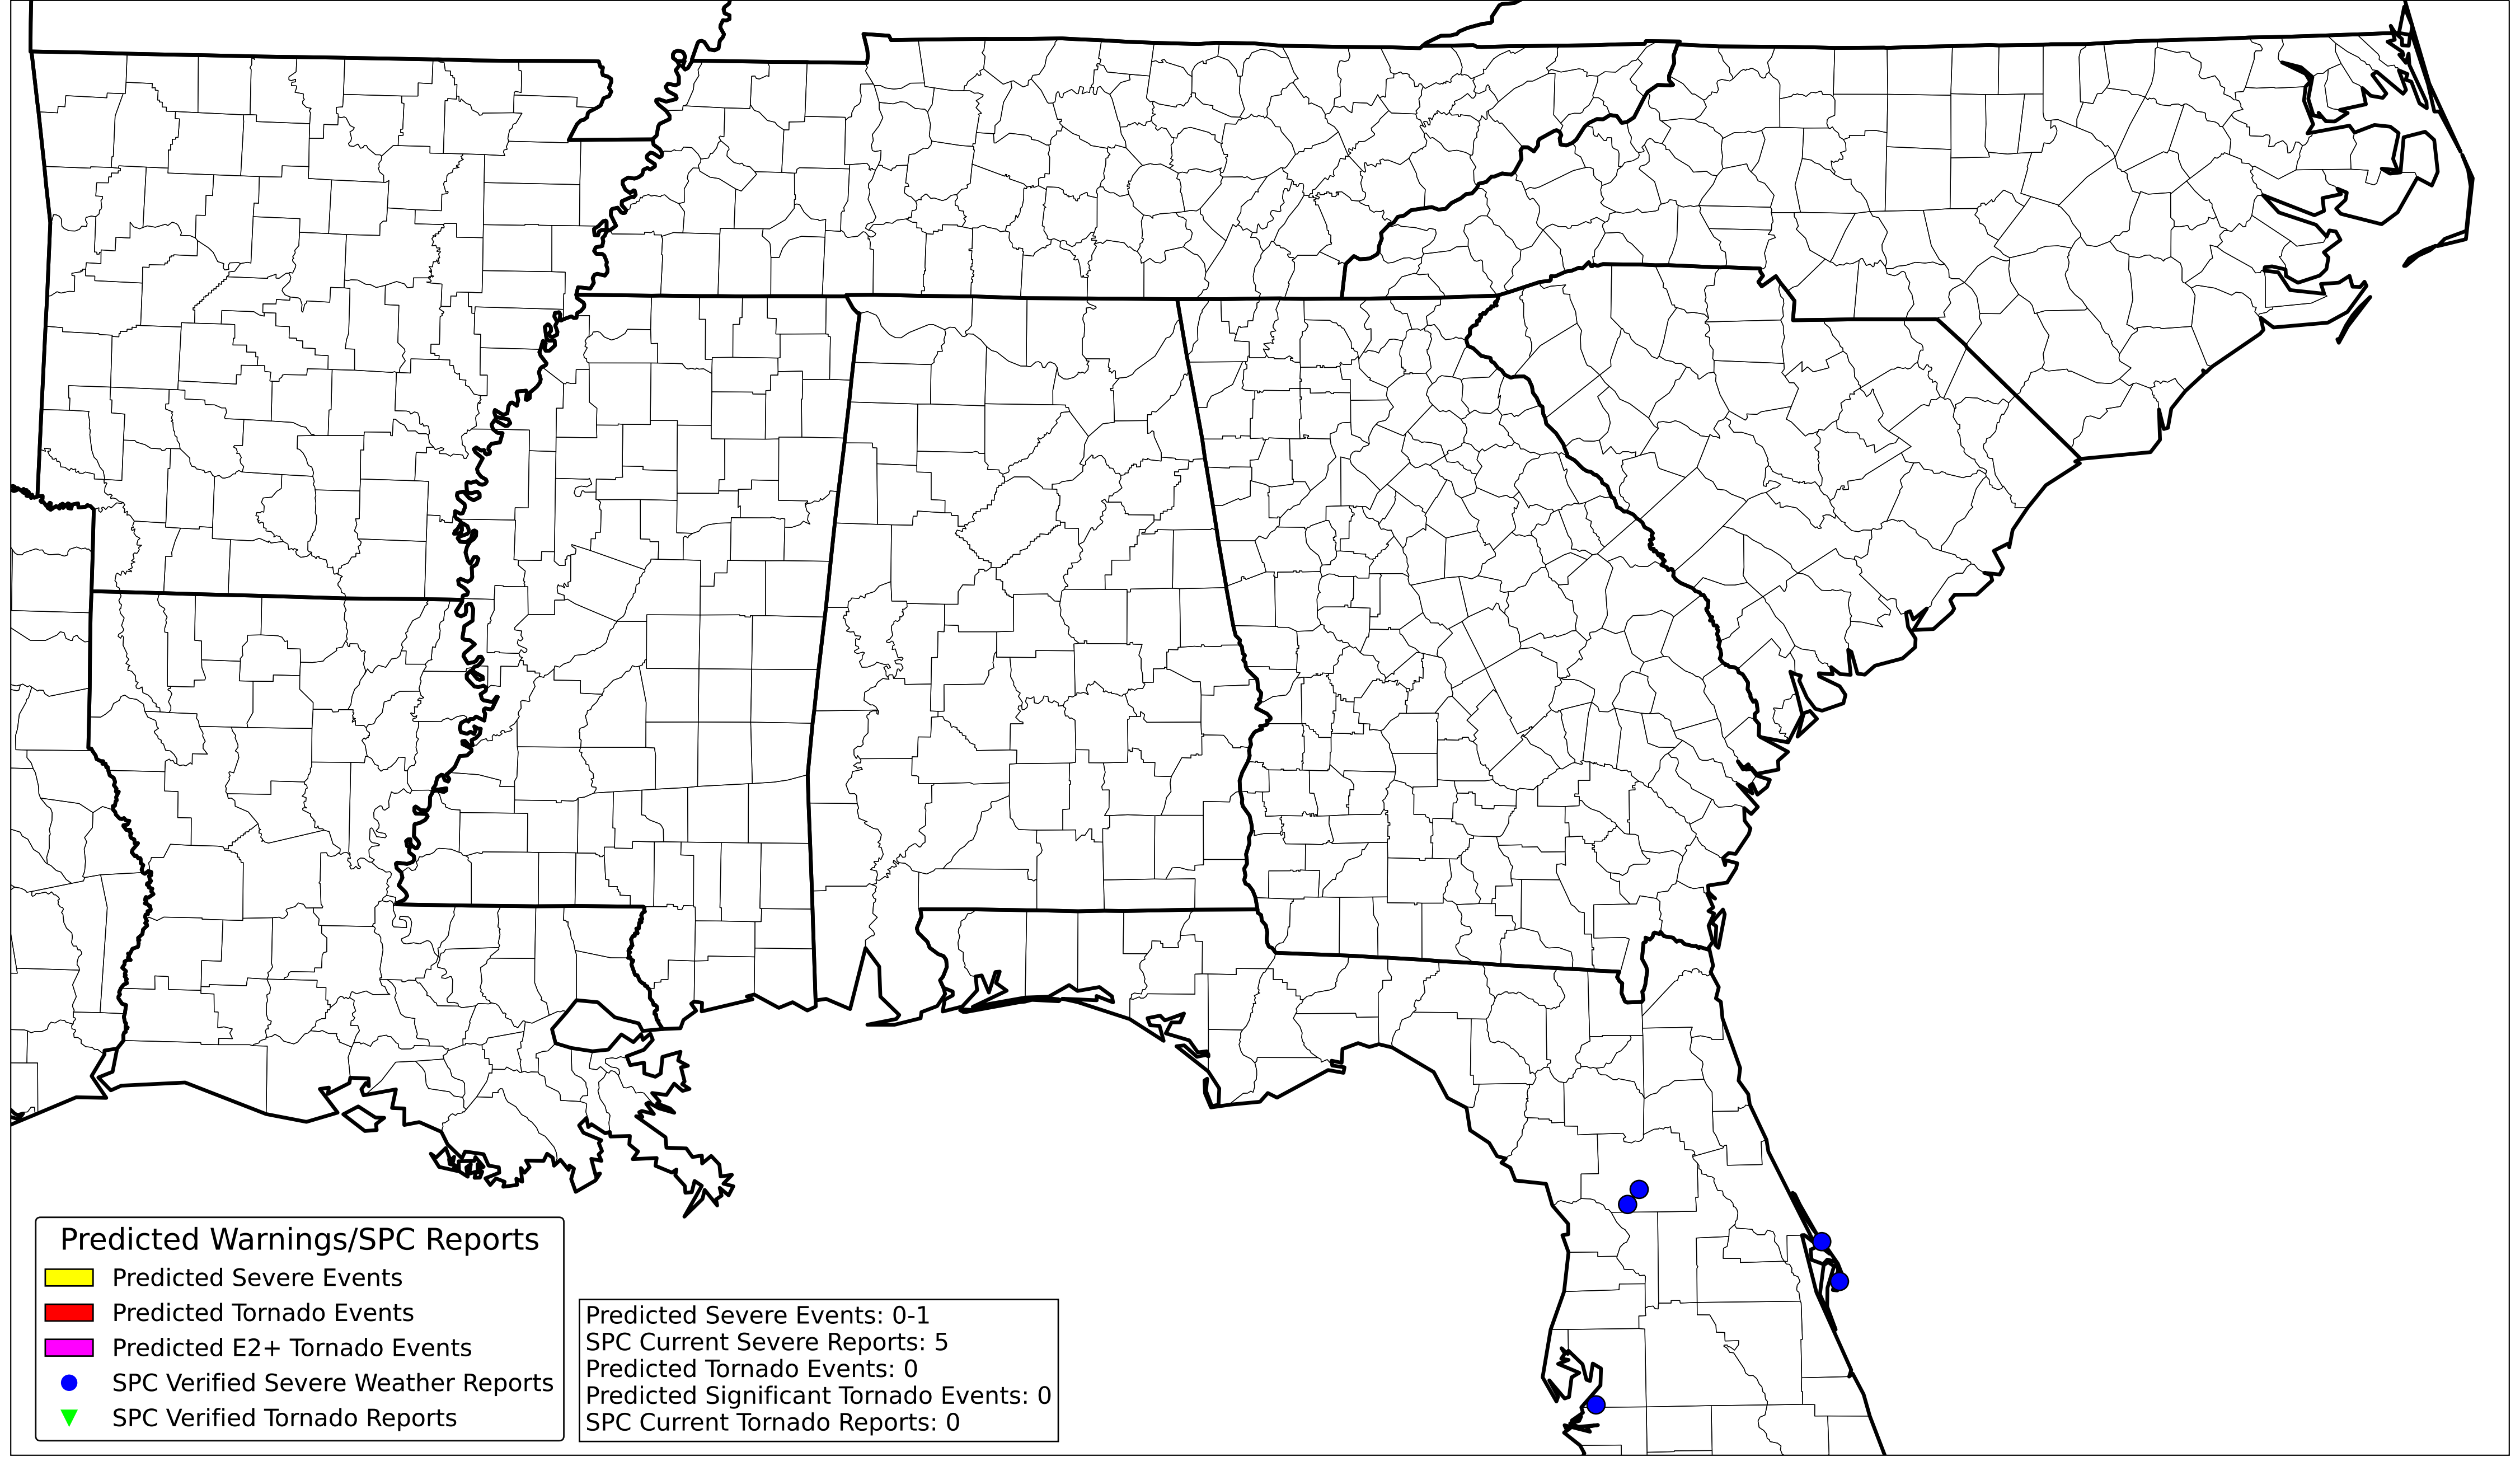 Predicted Warnings/SPC Reports
Predicted Severe Events
Predicted Tornado Events
Predicted E2+ Tornado Events
SPC Verified Severe Weather Reports
SPC Verified Tornado Reports
Predicted Severe Events: 0-1
SPC Current Severe Reports: 5
Predicted Tornado Events: 0
Predicted Significant Tornado Events: 0
SPC Current Tornado Reports: 0